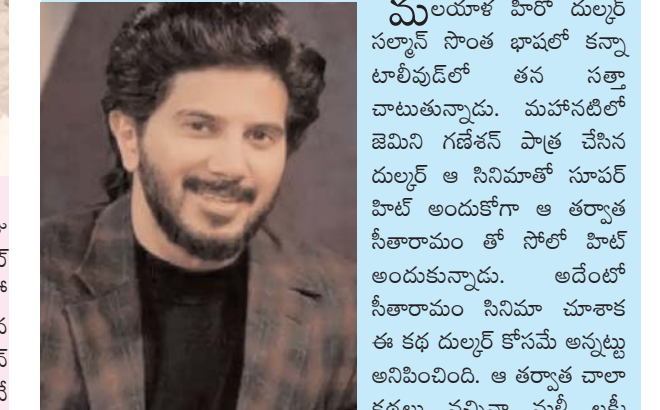 మలయాళ హీరో దుల్కర్
సల్మాన్ సొంత భాషలో కన్నా
టాలీవుడ్‌లో తన సత్తా
చాటుతున్నాడు. మహానటిలో
జెమిని గణేశన్ పాత్ర చేసిన
దుల్కర్ ఆ సినిమాతో సూపర్
హిట్ అందుకోగా ఆ తర్వాత
సీతారామం తో సోలో హిట్
అందుకున్నాడు. అదేంటో
సీతారామం సినిమా చూశాక
ఈ కథ దుల్కర్ కోసమే అన్నట్టు
అనిపించింది. ఆ తర్వాత చాలా